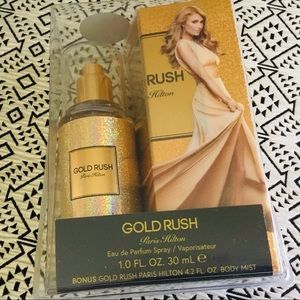 RUSH
Hilton
GOLD RUSH
Paris Hilton
GOLD RUSH
Paris Hilton
Eau de Parfum Spray / Vaporisateur
1.0 FL. OZ. 30 mL e
BONUS GOLD RUSH PARIS HILTON 4.2 FL. OZ. BODY MIST